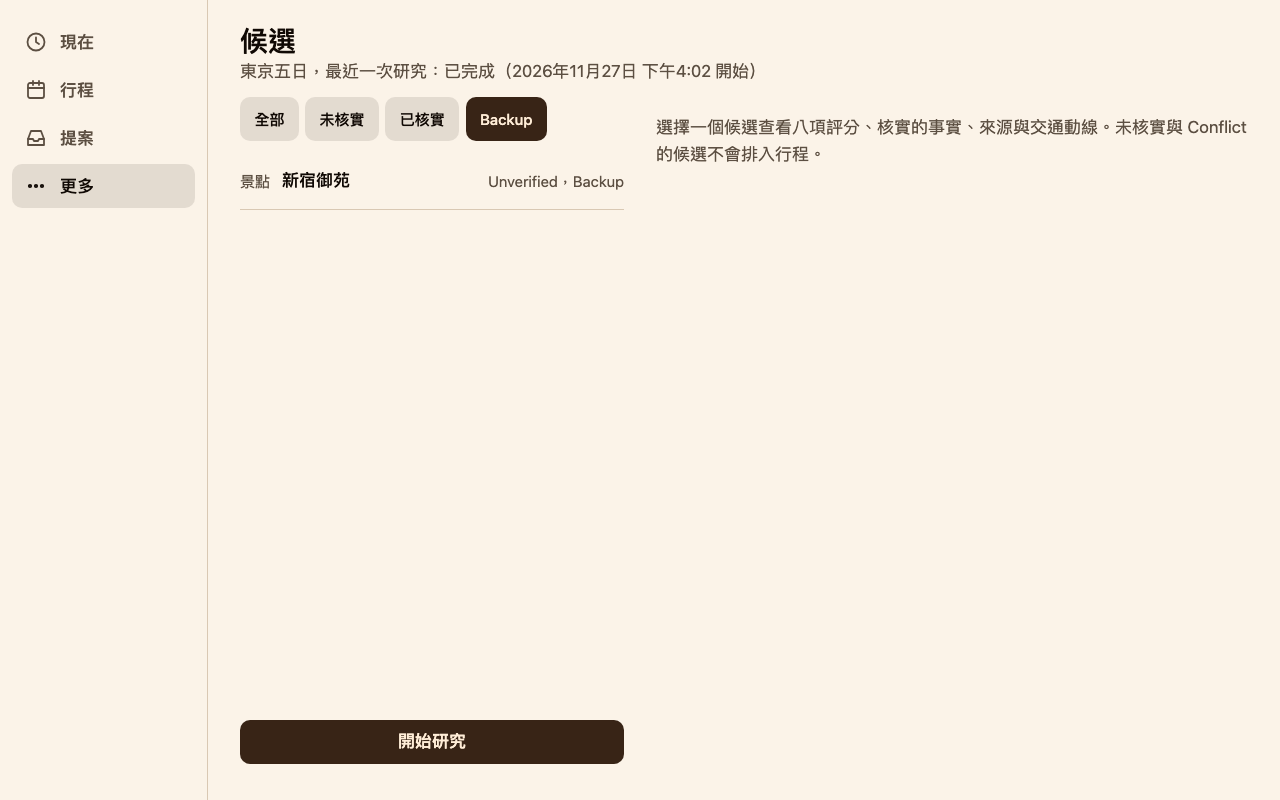 現在
行程
提案
更多
候選
東京五日，最近一次研究：已完成（2026年11月27日 下午4:02 開始）
全部
未核實
已核實
Backup
景點 新宿御苑 Unverified，Backup
選擇一個候選查看八項評分、核實的事實、來源與交通動線。未核實與 Conflict
的候選不會排入行程。
開始研究